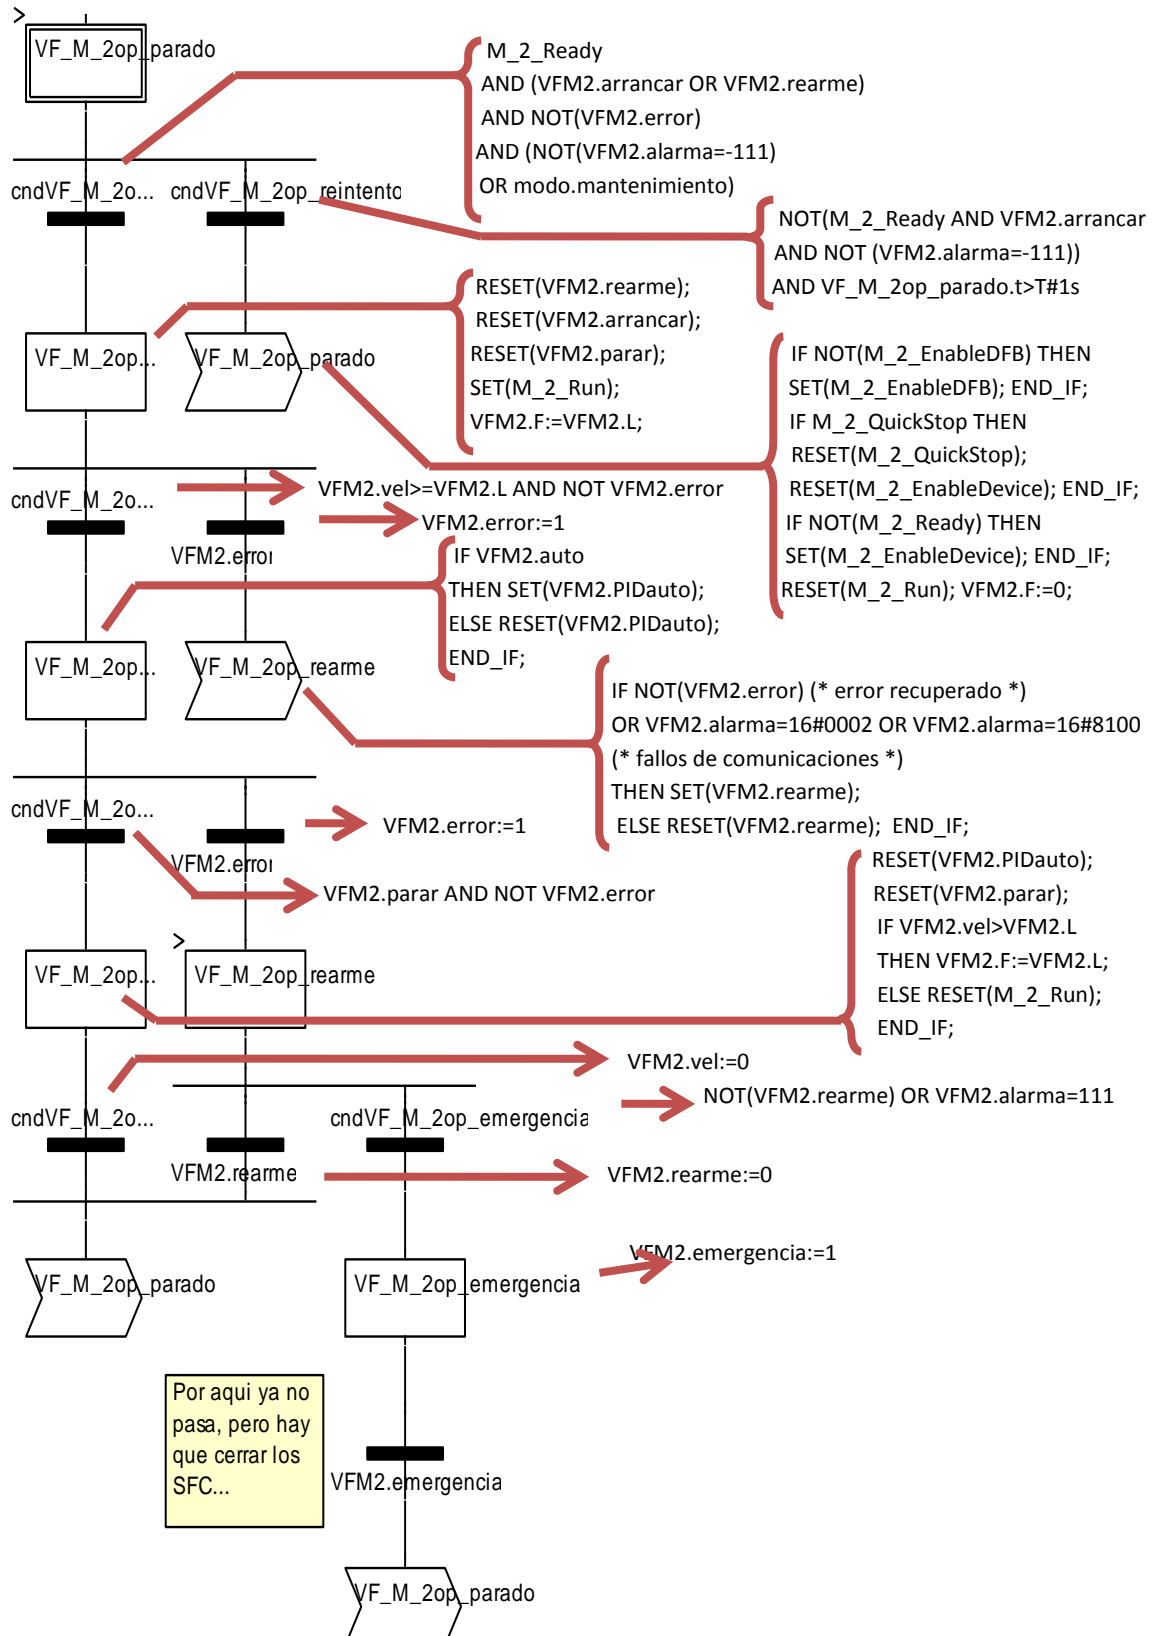 >
VF_M_2op_parado
M_2_Ready
AND (VFM2.arrancar OR VFM2.rearme)
AND NOT(VFM2.error)
AND (NOT(VFM2.alarma=-111)
OR modo.mantenimiento)
cndVF_M_2o...
cndVF_M_2op_reintento
NOT(M_2_Ready AND VFM2.arrancar
AND NOT (VFM2.alarma=-111))
AND VF_M_2op_parado.t>T#1s
RESET(VFM2.rearme);
RESET(VFM2.arrancar);
RESET(VFM2.parar);
SET(M_2_Run);
VFM2.F:=VFM2.L;
VF_M_2op...
VF_M_2op_parado
IF NOT(M_2_EnableDFB) THEN
SET(M_2_EnableDFB); END_IF;
IF M_2_QuickStop THEN
RESET(M_2_QuickStop);
RESET(M_2_EnableDevice); END_IF;
IF NOT(M_2_Ready) THEN
SET(M_2_EnableDevice); END_IF;
RESET(M_2_Run); VFM2.F:=0;
cndVF_M_2o...
VFM2.vel>=VFM2.L AND NOT VFM2.error
VFM2.error:=1
VFM2.error
IF VFM2.auto
THEN SET(VFM2.PIDauto);
ELSE RESET(VFM2.PIDauto);
END_IF;
VF_M_2op...
VF_M_2op_rearme
IF NOT(VFM2.error) (* error recuperado *)
OR VFM2.alarma=16#0002 OR VFM2.alarma=16#8100
(* fallos de comunicaciones *)
THEN SET(VFM2.rearme);
ELSE RESET(VFM2.rearme); END_IF;
cndVF_M_2o...
VFM2.error:=1
VFM2.error
VFM2.parar AND NOT VFM2.error
RESET(VFM2.PIDauto);
RESET(VFM2.parar);
IF VFM2.vel>VFM2.L
THEN VFM2.F:=VFM2.L;
ELSE RESET(M_2_Run);
END_IF;
>
VF_M_2op...
VF_M_2op_rearme
VFM2.vel:=0
NOT(VFM2.rearme) OR VFM2.alarma=111
cndVF_M_2o...
cndVF_M_2op_emergencia
VFM2.rearme
VFM2.rearme:=0
VFM2.emergencia:=1
VF_M_2op_parado
VF_M_2op_emergencia
Por aqui ya no
pasa, pero hay
que cerrar los
SFC...
VFM2.emergencia
VF_M_2op_parado